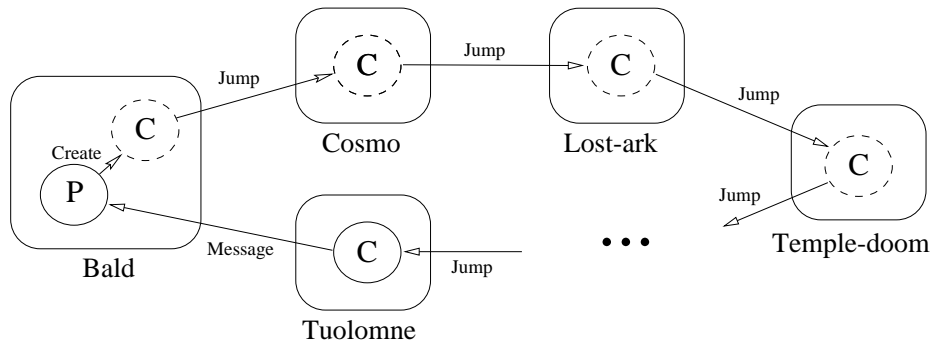 C
Jump
C
Jump
C
Jump
C
Create
P
Cosmo
Lost-ark
C
Jump
Message
C
Jump
• • •
Bald
Temple-doom
Tuolomne